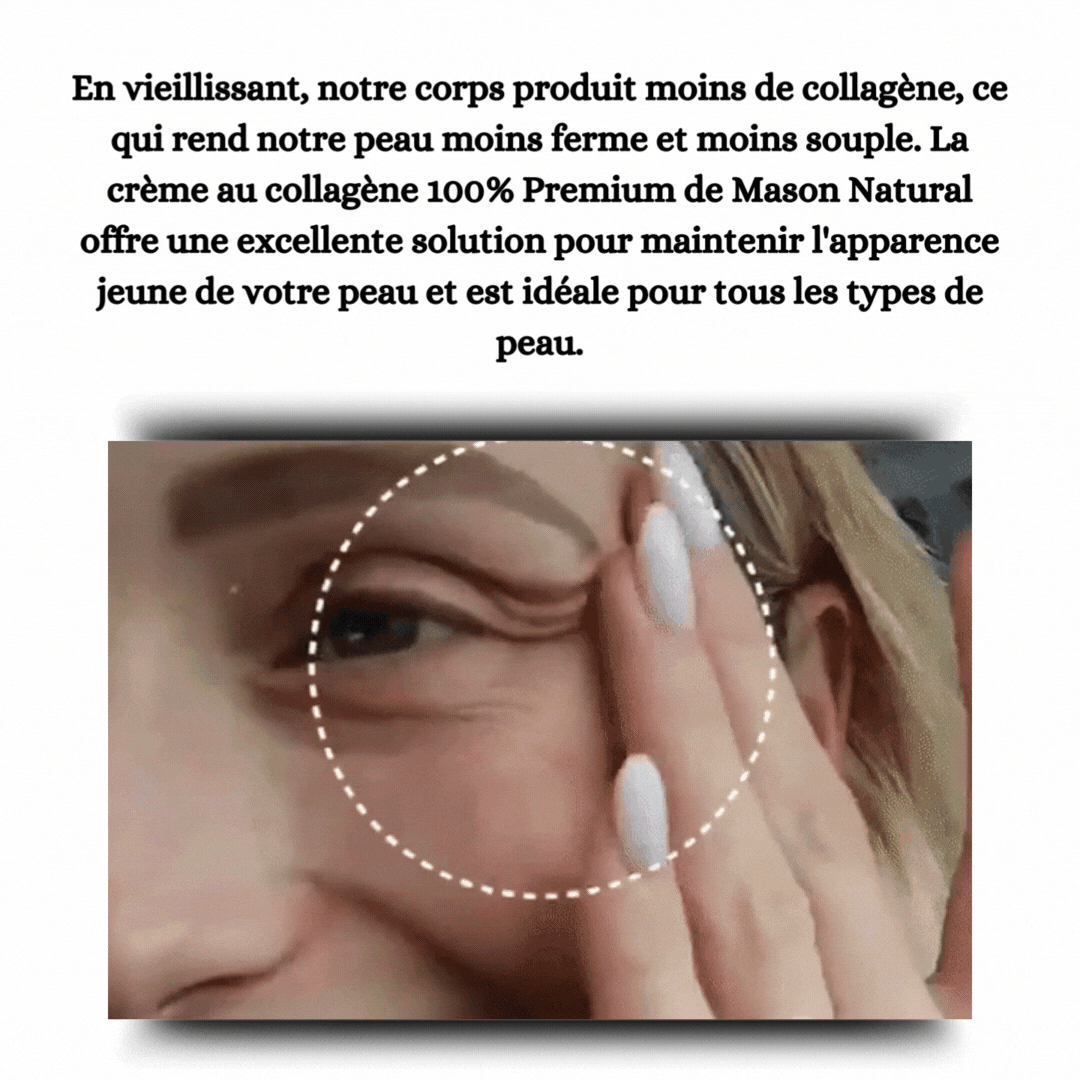 En vieillissant, notre corps produit moins de collagène, ce
qui rend notre peau moins ferme et moins souple. La
crème au collagène 100% Premium de Mason Natural
offre une excellente solution pour maintenir l'apparence
jeune de votre peau et est idéale pour tous les types de
peau.